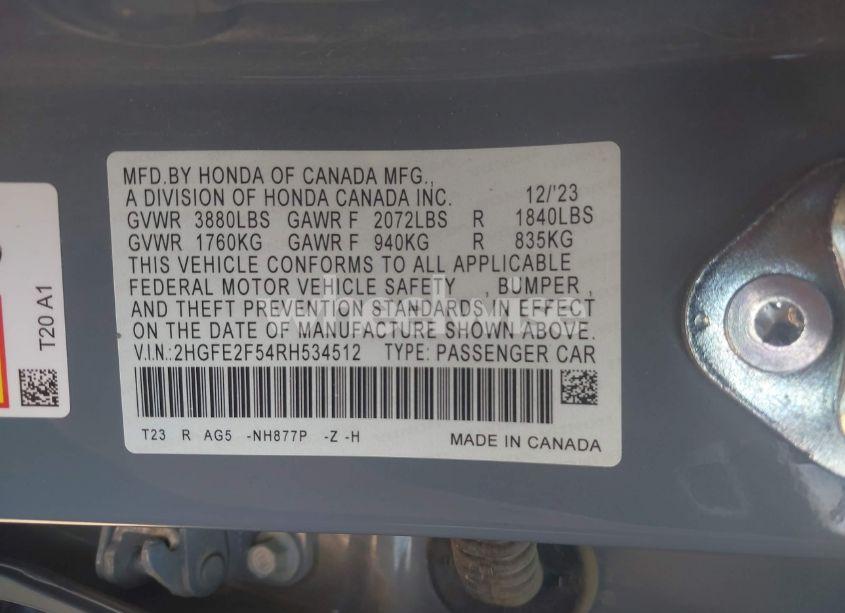 MFD.BY HONDA OF CANADA MFG.,
A DIVISION OF HONDA CANADA INC. 12/'23
GVWR 3880LBS GAWR F 2072LBS R 1840LBS
GVWR 1760KG GAWR F 940KG R 835KG
THIS VEHICLE CONFORMS TO ALL APPLICABLE
FEDERAL MOTOR VEHICLE SAFETY , BUMPER ,
AND THEFT PREVENTION STANDARDS IN EFFECT
ON THE DATE OF MANUFACTURE SHOWN ABOVE.
V.I.N.:2HGFE2F54RH534512 TYPE: PASSENGER CAR
T23 R AG5 -NH877P -Z -H MADE IN CANADA
T20 A1